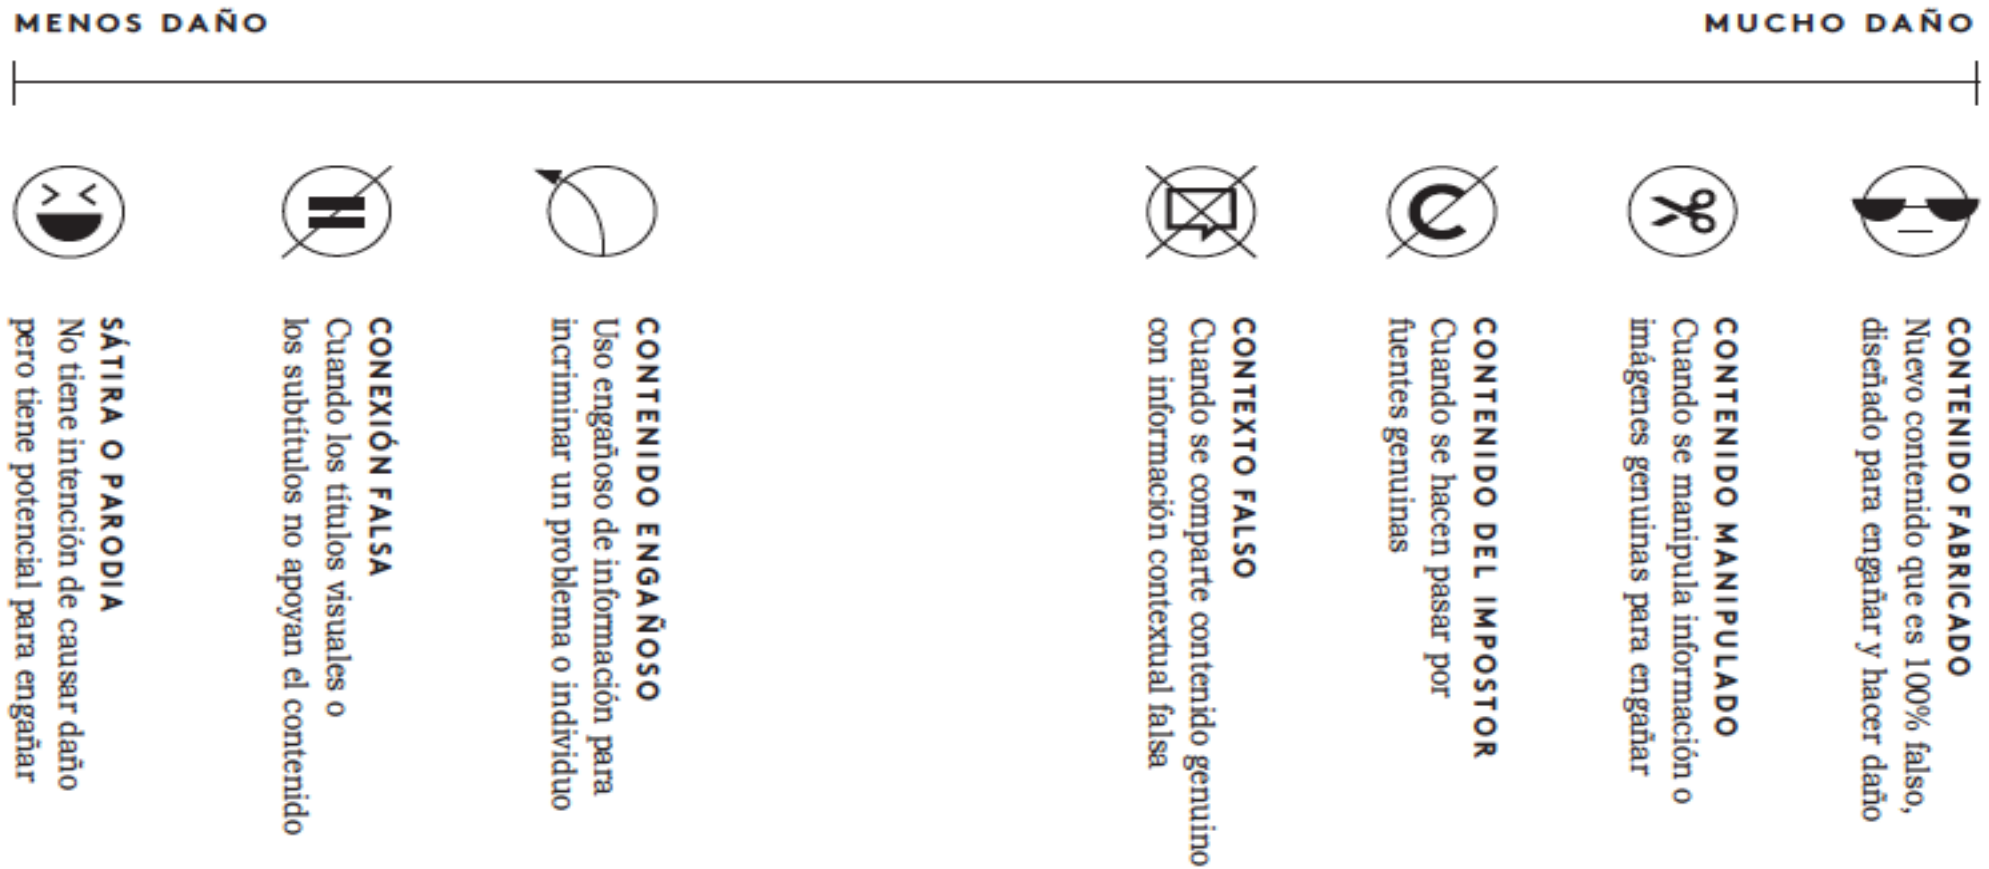 MENOS DAÑO
MUCHO DAÑO
SÁTIRA O PARODIA
No tiene intención de causar daño
pero tiene potencial para engañar
CONEXIÓN FALSA
Cuando los títulos visuales o
los subtítulos no apoyan el contenido
CONTENIDO ENGAÑOSO
Uso engañoso de información para
incriminar un problema o individuo
CONTEXTO FALSO
Cuando se comparte contenido genuino
con información contextual falsa
CONTENIDO DEL IMPOSTOR
Cuando se hacen pasar por
fuentes genuinas
CONTENIDO MANIPULADO
Cuando se manipula información o
imágenes genuinas para engañar
CONTENIDO FABRICADO
Nuevo contenido que es 100% falso,
diseñado para engañar y hacer daño